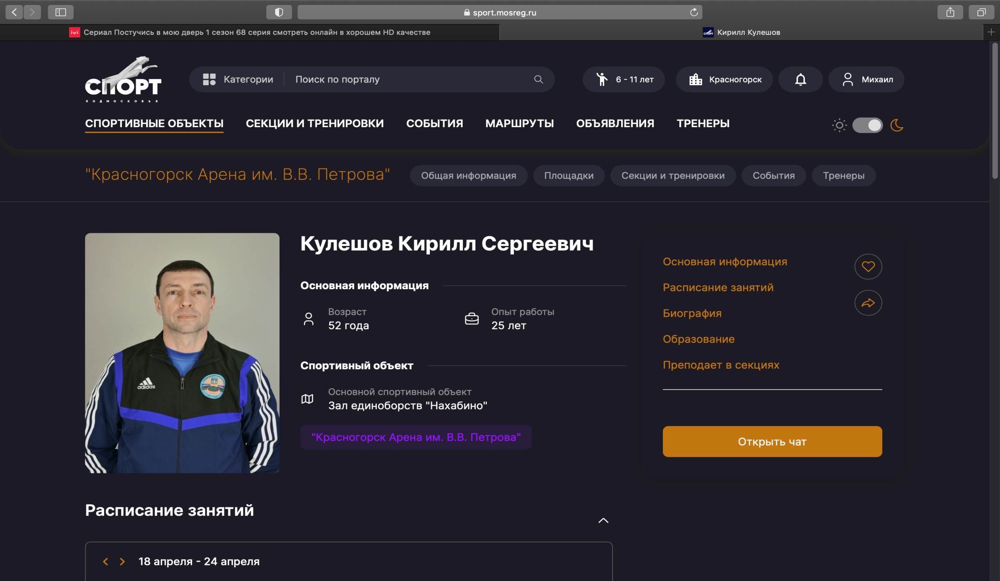 sport.mosreg.ru
ivi Сериал Постучись в мою дверь 1 сезон 68 серия смотреть онлайн в хорошем HD качестве
СПОРТ Кирилл Кулешов
СПОРТ
ПОДМОСКОВЬЯ
Категории
Поиск по порталу
6 - 11 лет
Красногорск
Михаил
СПОРТИВНЫЕ ОБЪЕКТЫ
СЕКЦИИ И ТРЕНИРОВКИ
СОБЫТИЯ
МАРШРУТЫ
ОБЪЯВЛЕНИЯ
ТРЕНЕРЫ
"Красногорск Арена им. В.В. Петрова"
Общая информация
Площадки
Секции и тренировки
События
Тренеры
Кулешов Кирилл Сергеевич
Основная информация
Возраст
52 года
Опыт работы
25 лет
Спортивный объект
Основной спортивный объект
Зал единоборств "Нахабино"
"Красногорск Арена им. В.В. Петрова"
adidas
Основная информация
Расписание занятий
Биография
Образование
Преподает в секциях
Открыть чат
Расписание занятий
18 апреля - 24 апреля